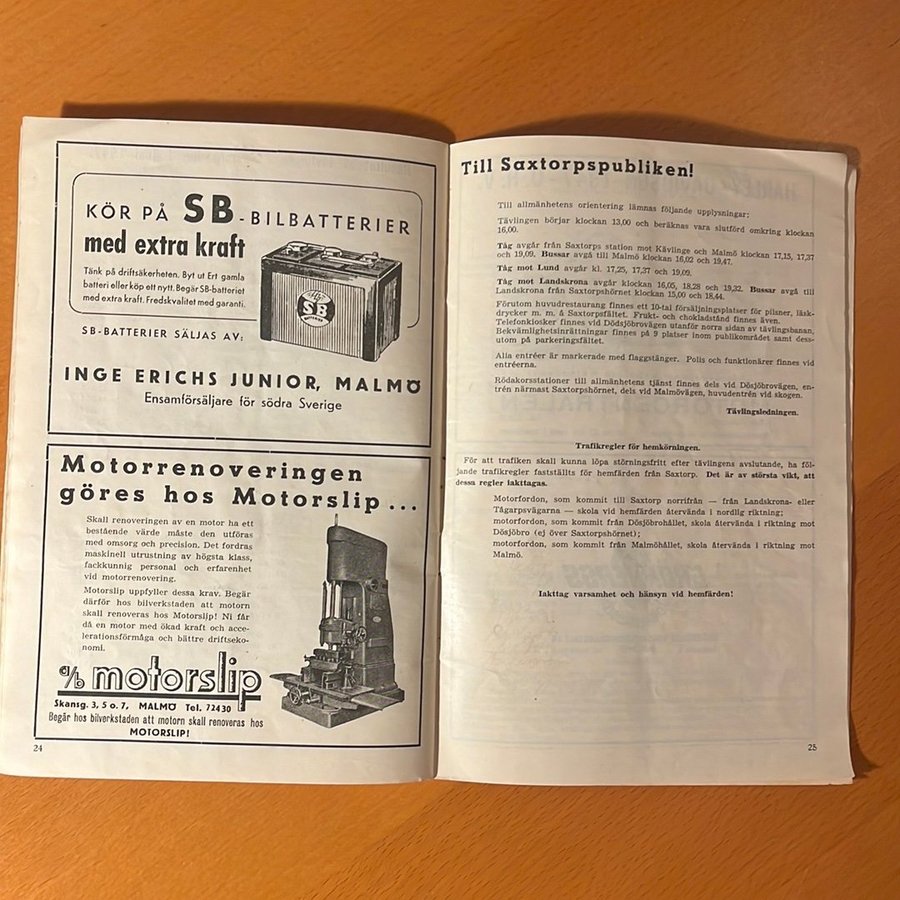 KÖR PÅ SB-BILBATTERIER
med extra kraft
Tänk på driftsäkerheten. Byt ut Ert gamla
batteri eller köp ett nytt. Begär SB-batteriet
med extra kraft. Fredskvalitet med garanti.
SB
SB-BATTERIER SÄLJAS AV:
INGE ERICHS JUNIOR, MALMÖ
Ensamförsäljare för södra Sverige
Motorrenoveringen
göres hos Motorslip ...
Skall renoveringen av en motor ha ett
bestående värde måste den utföras
med omsorg och precision. Det fordras
maskinell utrustning av högsta klass,
fackkunnig personal och erfarenhet
vid motorrenovering.
Motorslip uppfyller dessa krav. Begär
därför hos bilverkstaden att motorn
skall renoveras hos Motorslip! Ni får
då en motor med ökad kraft och acce-
lerationsförmåga och bättre driftseko-
nomi.
a/b motorslip
Skansg. 3, 5 o. 7, MALMÖ Tel. 72430
Begär hos bilverkstaden att motorn skall renoveras hos
MOTORSLIP!
24
Till Saxtorpspubliken!
Till allmänhetens orientering lämnas följande upplysningar:
Tävlingen börjar klockan 13,00 och beräknas vara slutförd omkring klockan
16,00.
Tåg avgår från Saxtorps station mot Kävlinge och Malmö klockan 17,15, 17,37
och 19,09. Bussar avgå till Malmö klockan 16,02 och 19,47.
Tåg mot Lund avgår kl. 17,25, 17,37 och 19.09.
Tåg mot Landskrona avgår klockan 16,05, 18,28 och 19,32. Bussar avgå till
Landskrona från Saxtorpshörnet klockan 15,00 och 18,44.
Förutom huvudrestaurang finnes ett 10-tal försäljningsplatser för pilsner, läsk-
drycker m. m. å Saxtorpsfältet. Frukt- och chokladstånd finnes även.
Telefonkiosker finnes vid Dödsjöbrovägen utanför norra sidan av tävlingsbanan.
Bekvämlighetsinrättningar finnes på 9 platser inom publikområdet samt dess-
utom på parkeringsfältet.
Alla entréer är markerade med flaggstänger. Polis och funktionärer finnes vid
entréerna.
Rödakorsstationer till allmänhetens tjänst finnes dels vid Dösjöbrovägen, en-
trén närmast Saxtorpshörnet, dels vid Malmövägen, huvudentrén vid skogen.
Tävlingsledningen.
Trafikregler för hemkörningen.
För att trafiken skall kunna löpa störningsfritt efter tävlingens avslutande, ha föl-
jande trafikregler fastställts för hemfärden från Saxtorp. Det är av största vikt, att
dessa regler iakttagas.
Motorfordon, som kommit till Saxtorp norrifrån — från Landskrona- eller
Tågarpsvägarna — skola vid hemfärden återvända i nordlig riktning;
motorfordon, som kommit från Dösjöbrohållet, skola återvända i riktning mot
Dösjöbro (ej över Saxtorpshörnet);
motorfordon, som kommit från Malmöhållet, skola återvända i riktning mot
Malmö.
Iakttag varsamhet och hänsyn vid hemfärden!
25